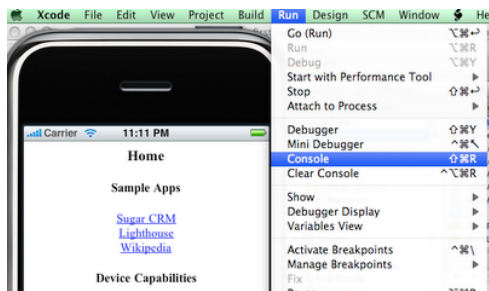 Xcode File Edit View Project Build Run Design SCM Window He
Go (Run) ⌥⌘↩
Run ⌥⌘R
Debug ⌥⌘Y
Start with Performance Tool ▶
Stop ⇧⌘↩
Attach to Process ▶
Debugger ⇧⌘Y
Mini Debugger ^⌘↖
Console ⇧⌘R
Clear Console ^⌥⌘R
Show ▶
Debugger Display ▶
Variables View ▶
Activate Breakpoints ^⌘\
Manage Breakpoints ▶
Fix
Carrier 11:11 PM
Home
Sample Apps
Sugar CRM
Lighthouse
Wikipedia
Device Capabilities